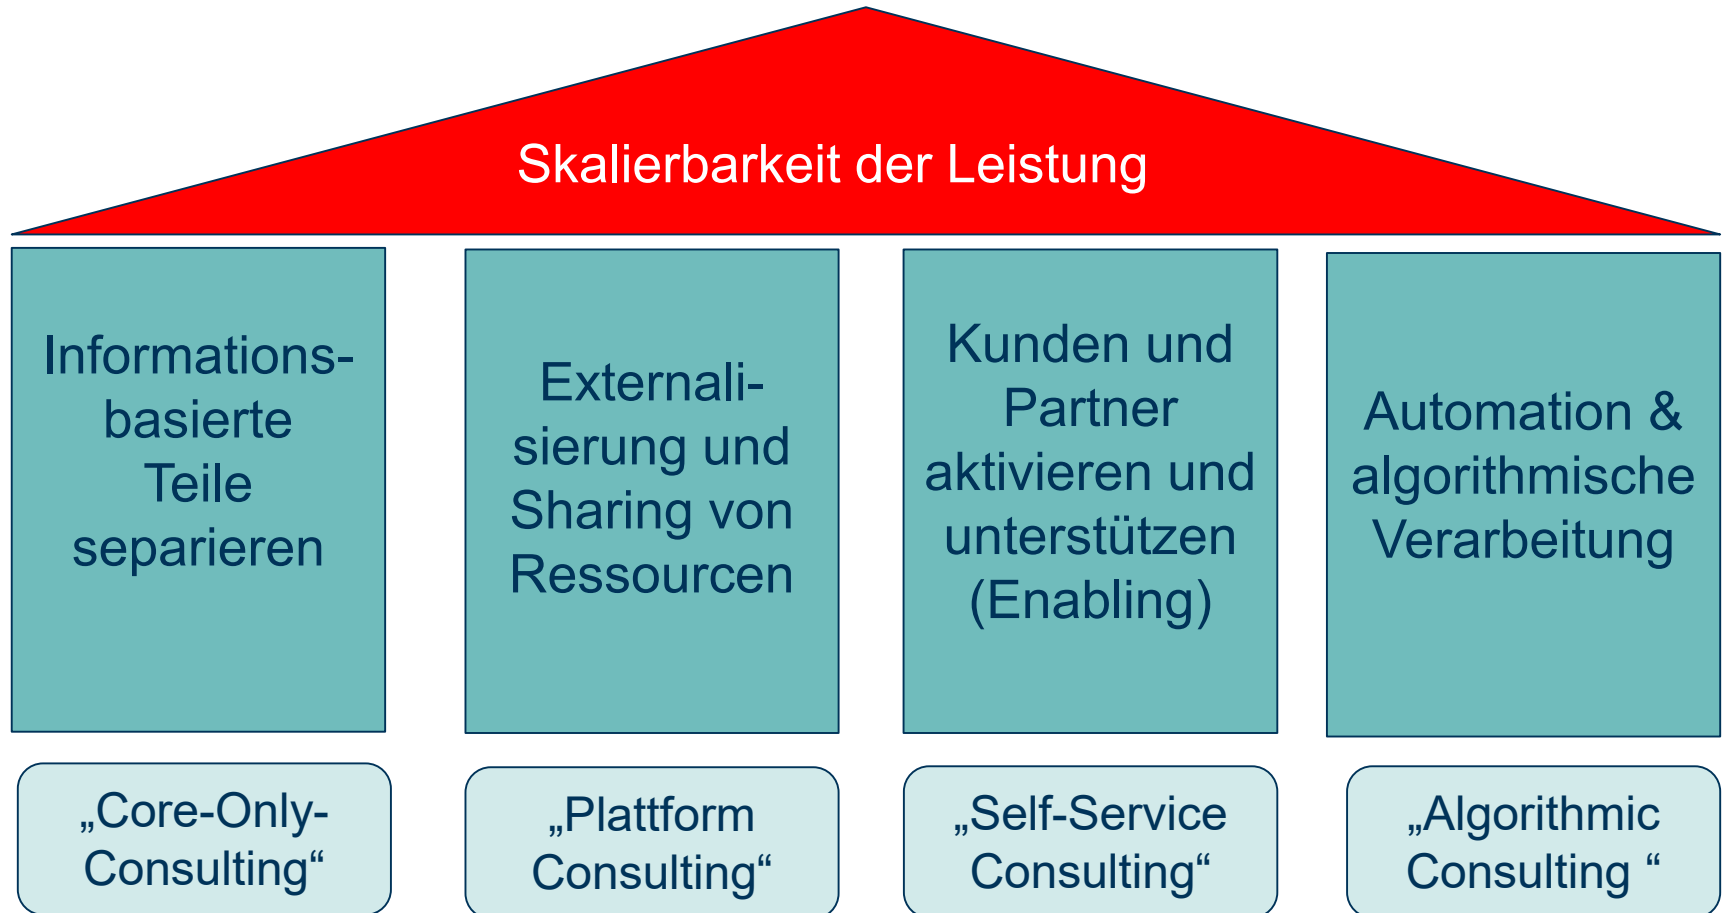 Skalierbarkeit der Leistung
Informations-
basierte
Teile
separieren
Externali-
sierung und
Sharing von
Ressourcen
Kunden und
Partner
aktivieren und
unterstützen
(Enabling)
Automation &
algorithmische
Verarbeitung
„Core-Only-
Consulting“
„Plattform
Consulting“
„Self-Service
Consulting“
„Algorithmic
Consulting “